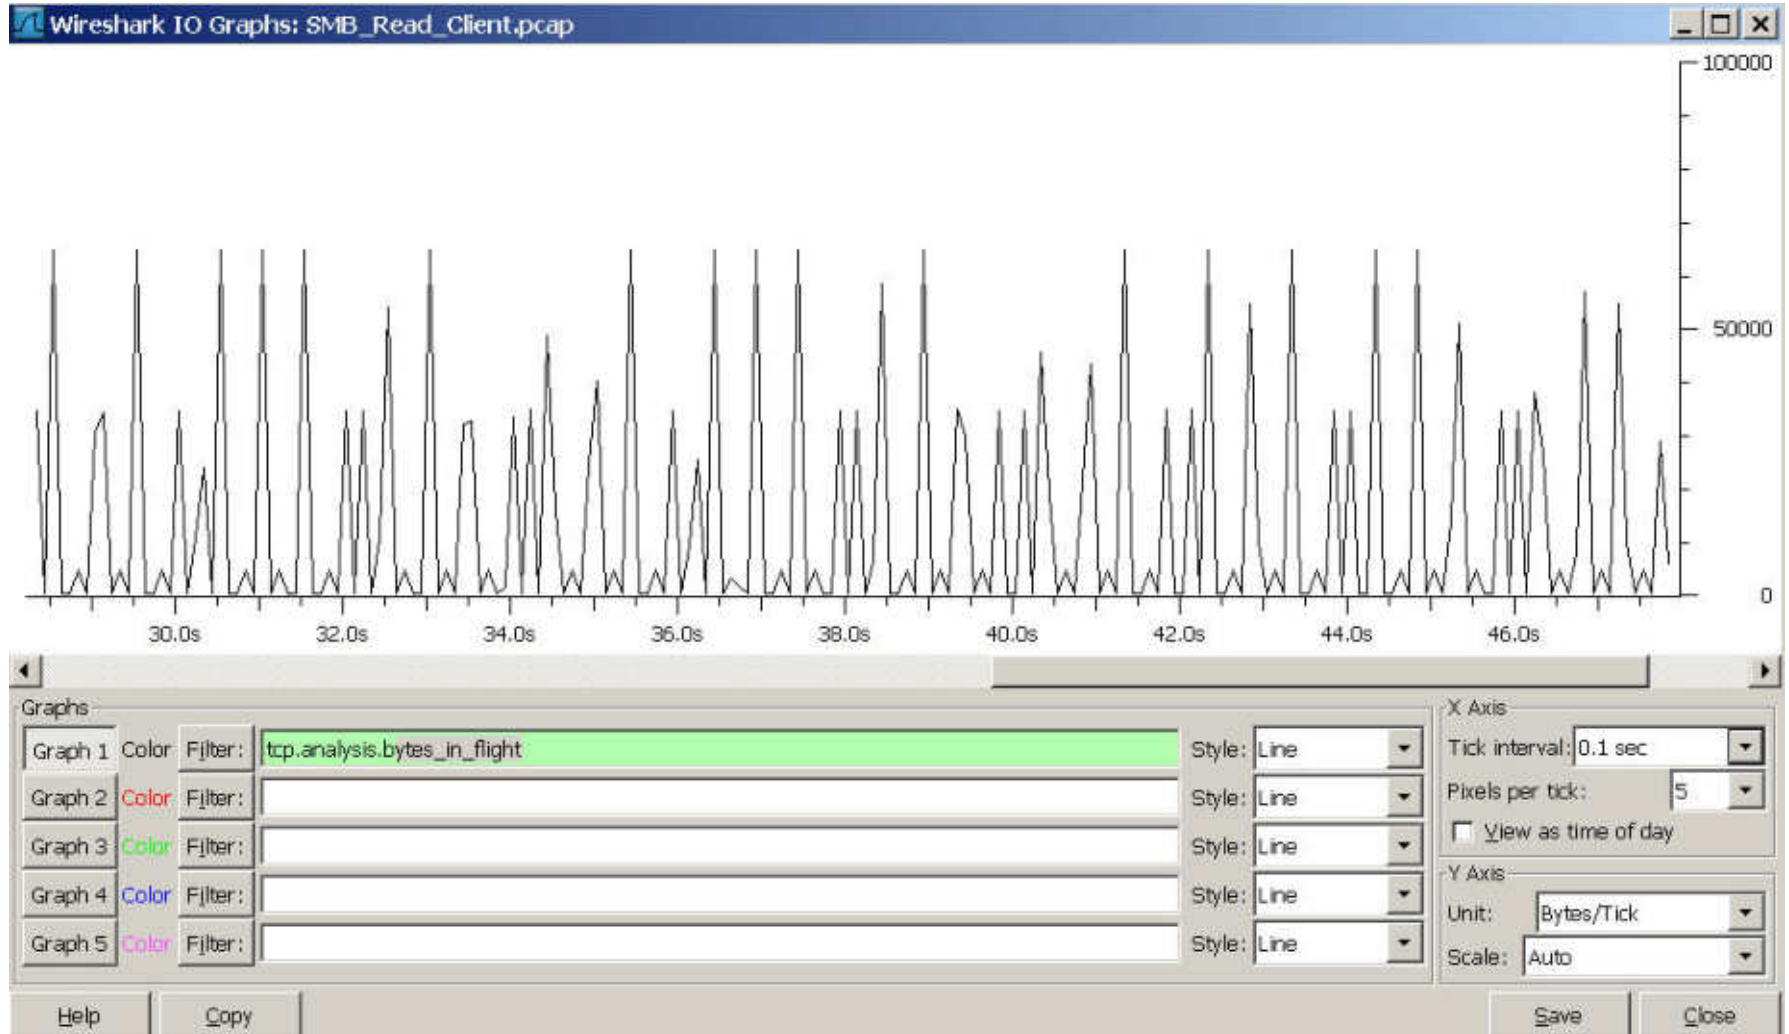 Wireshark IO Graphs: SMB_Read_Client.pcap
100000
50000
0
30.0s 32.0s 34.0s 36.0s 38.0s 40.0s 42.0s 44.0s 46.0s
Graphs
Graph 1 Color Filter: tcp.analysis.bytes_in_flight Style: Line
Graph 2 Color Filter: Style: Line
Graph 3 Color Filter: Style: Line
Graph 4 Color Filter: Style: Line
Graph 5 Color Filter: Style: Line
X Axis
Tick interval: 0.1 sec
Pixels per tick: 5
View as time of day
Y Axis
Unit: Bytes/Tick
Scale: Auto
Help Copy Save Close